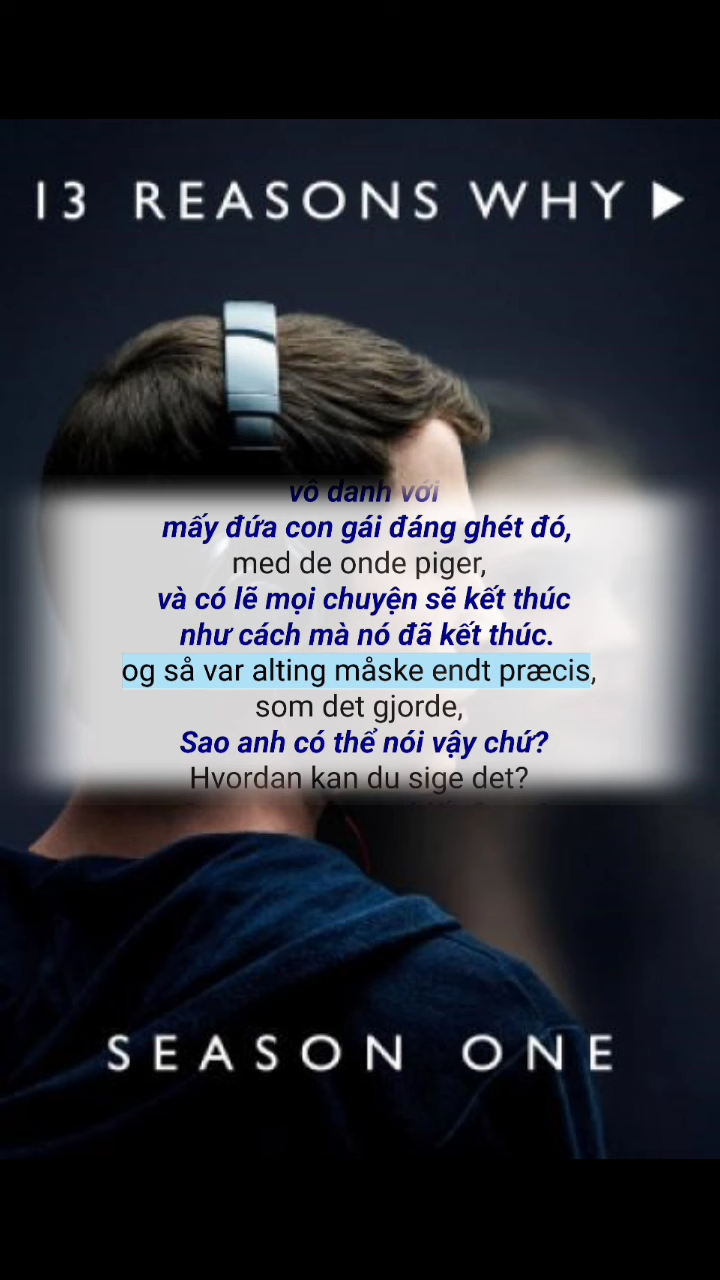 13 REASONS WHY
vô danh với
mấy đứa con gái đáng ghét đó,
med de onde piger,
và có lẽ mọi chuyện sẽ kết thúc
như cách mà nó đã kết thúc.
og så var alting måske endt præcis,
som det gjorde,
Sao anh có thể nói vậy chứ?
Hvordan kan du sige det?
SEASON ONE